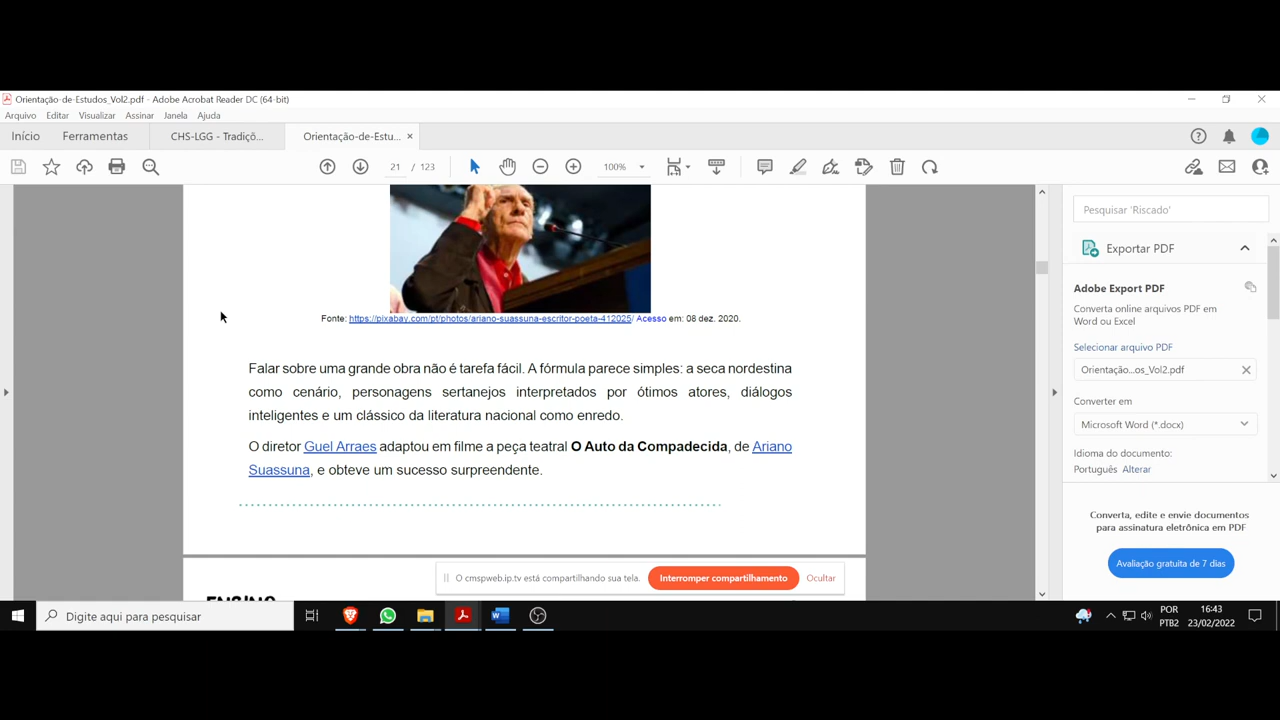 Orientação-de-Estudos_Vol2.pdf - Adobe Acrobat Reader DC (64-bit)
Arquivo Editar Visualizar Assinar Janela Ajuda
Início Ferramentas CHS-LGG - Tradiçõ... Orientação-de-Estu... ×
21 / 123 100%
Pesquisar 'Riscado'
Exportar PDF
Adobe Export PDF
Converta online arquivos PDF em
Word ou Excel
Selecionar arquivo PDF
Orientação...os_Vol2.pdf
Converter em
Microsoft Word (*.docx)
Idioma do documento:
Português Alterar
Converta, edite e envie documentos
para assinatura eletrônica em PDF
Avaliação gratuita de 7 dias
Fonte: https://pixabay.com/pt/photos/ariano-suassuna-escritor-poeta-412025/ Acesso em: 08 dez. 2020.
Falar sobre uma grande obra não é tarefa fácil. A fórmula parece simples: a seca nordestina
como cenário, personagens sertanejos interpretados por ótimos atores, diálogos
inteligentes e um clássico da literatura nacional como enredo.
O diretor Guel Arraes adaptou em filme a peça teatral O Auto da Compadecida, de Ariano
Suassuna, e obteve um sucesso surpreendente.
O cmspweb.ip.tv está compartilhando sua tela. Interromper compartilhamento Ocultar
Digite aqui para pesquisar
POR
PTB2
16:43
23/02/2022